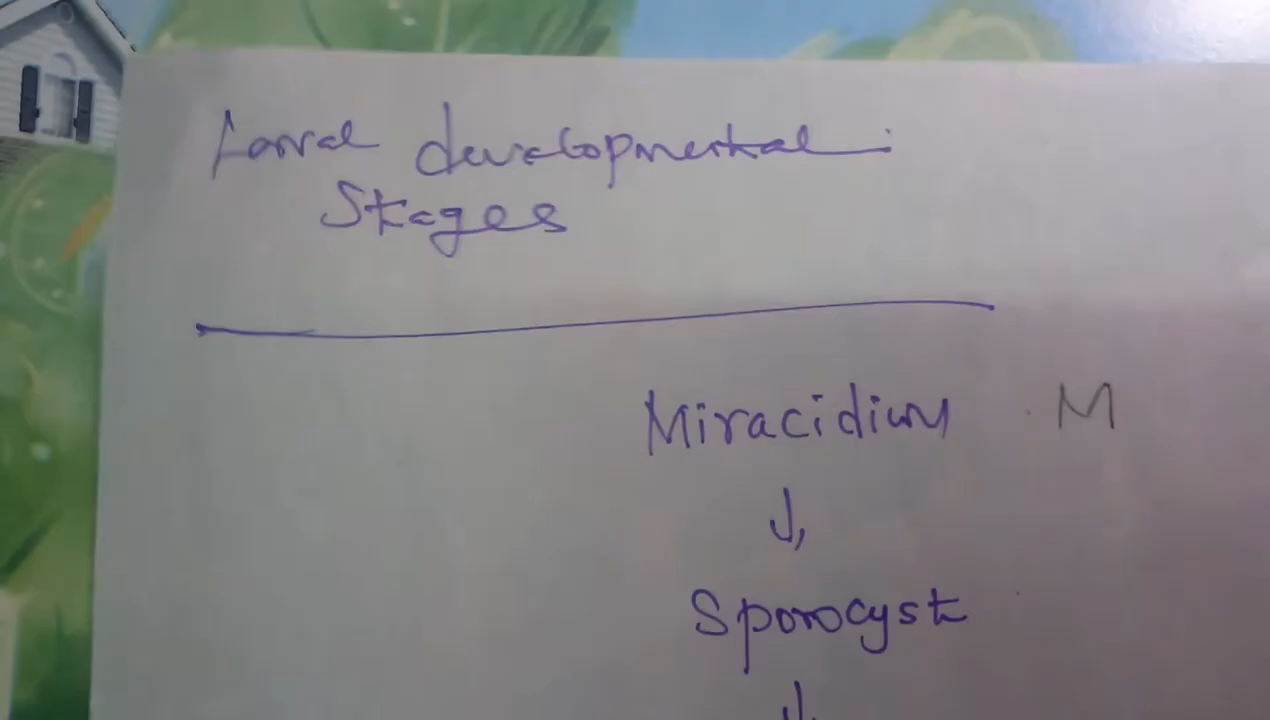 Larval developmental
Stages
Miracidium M
↓
Sporocyst
↓